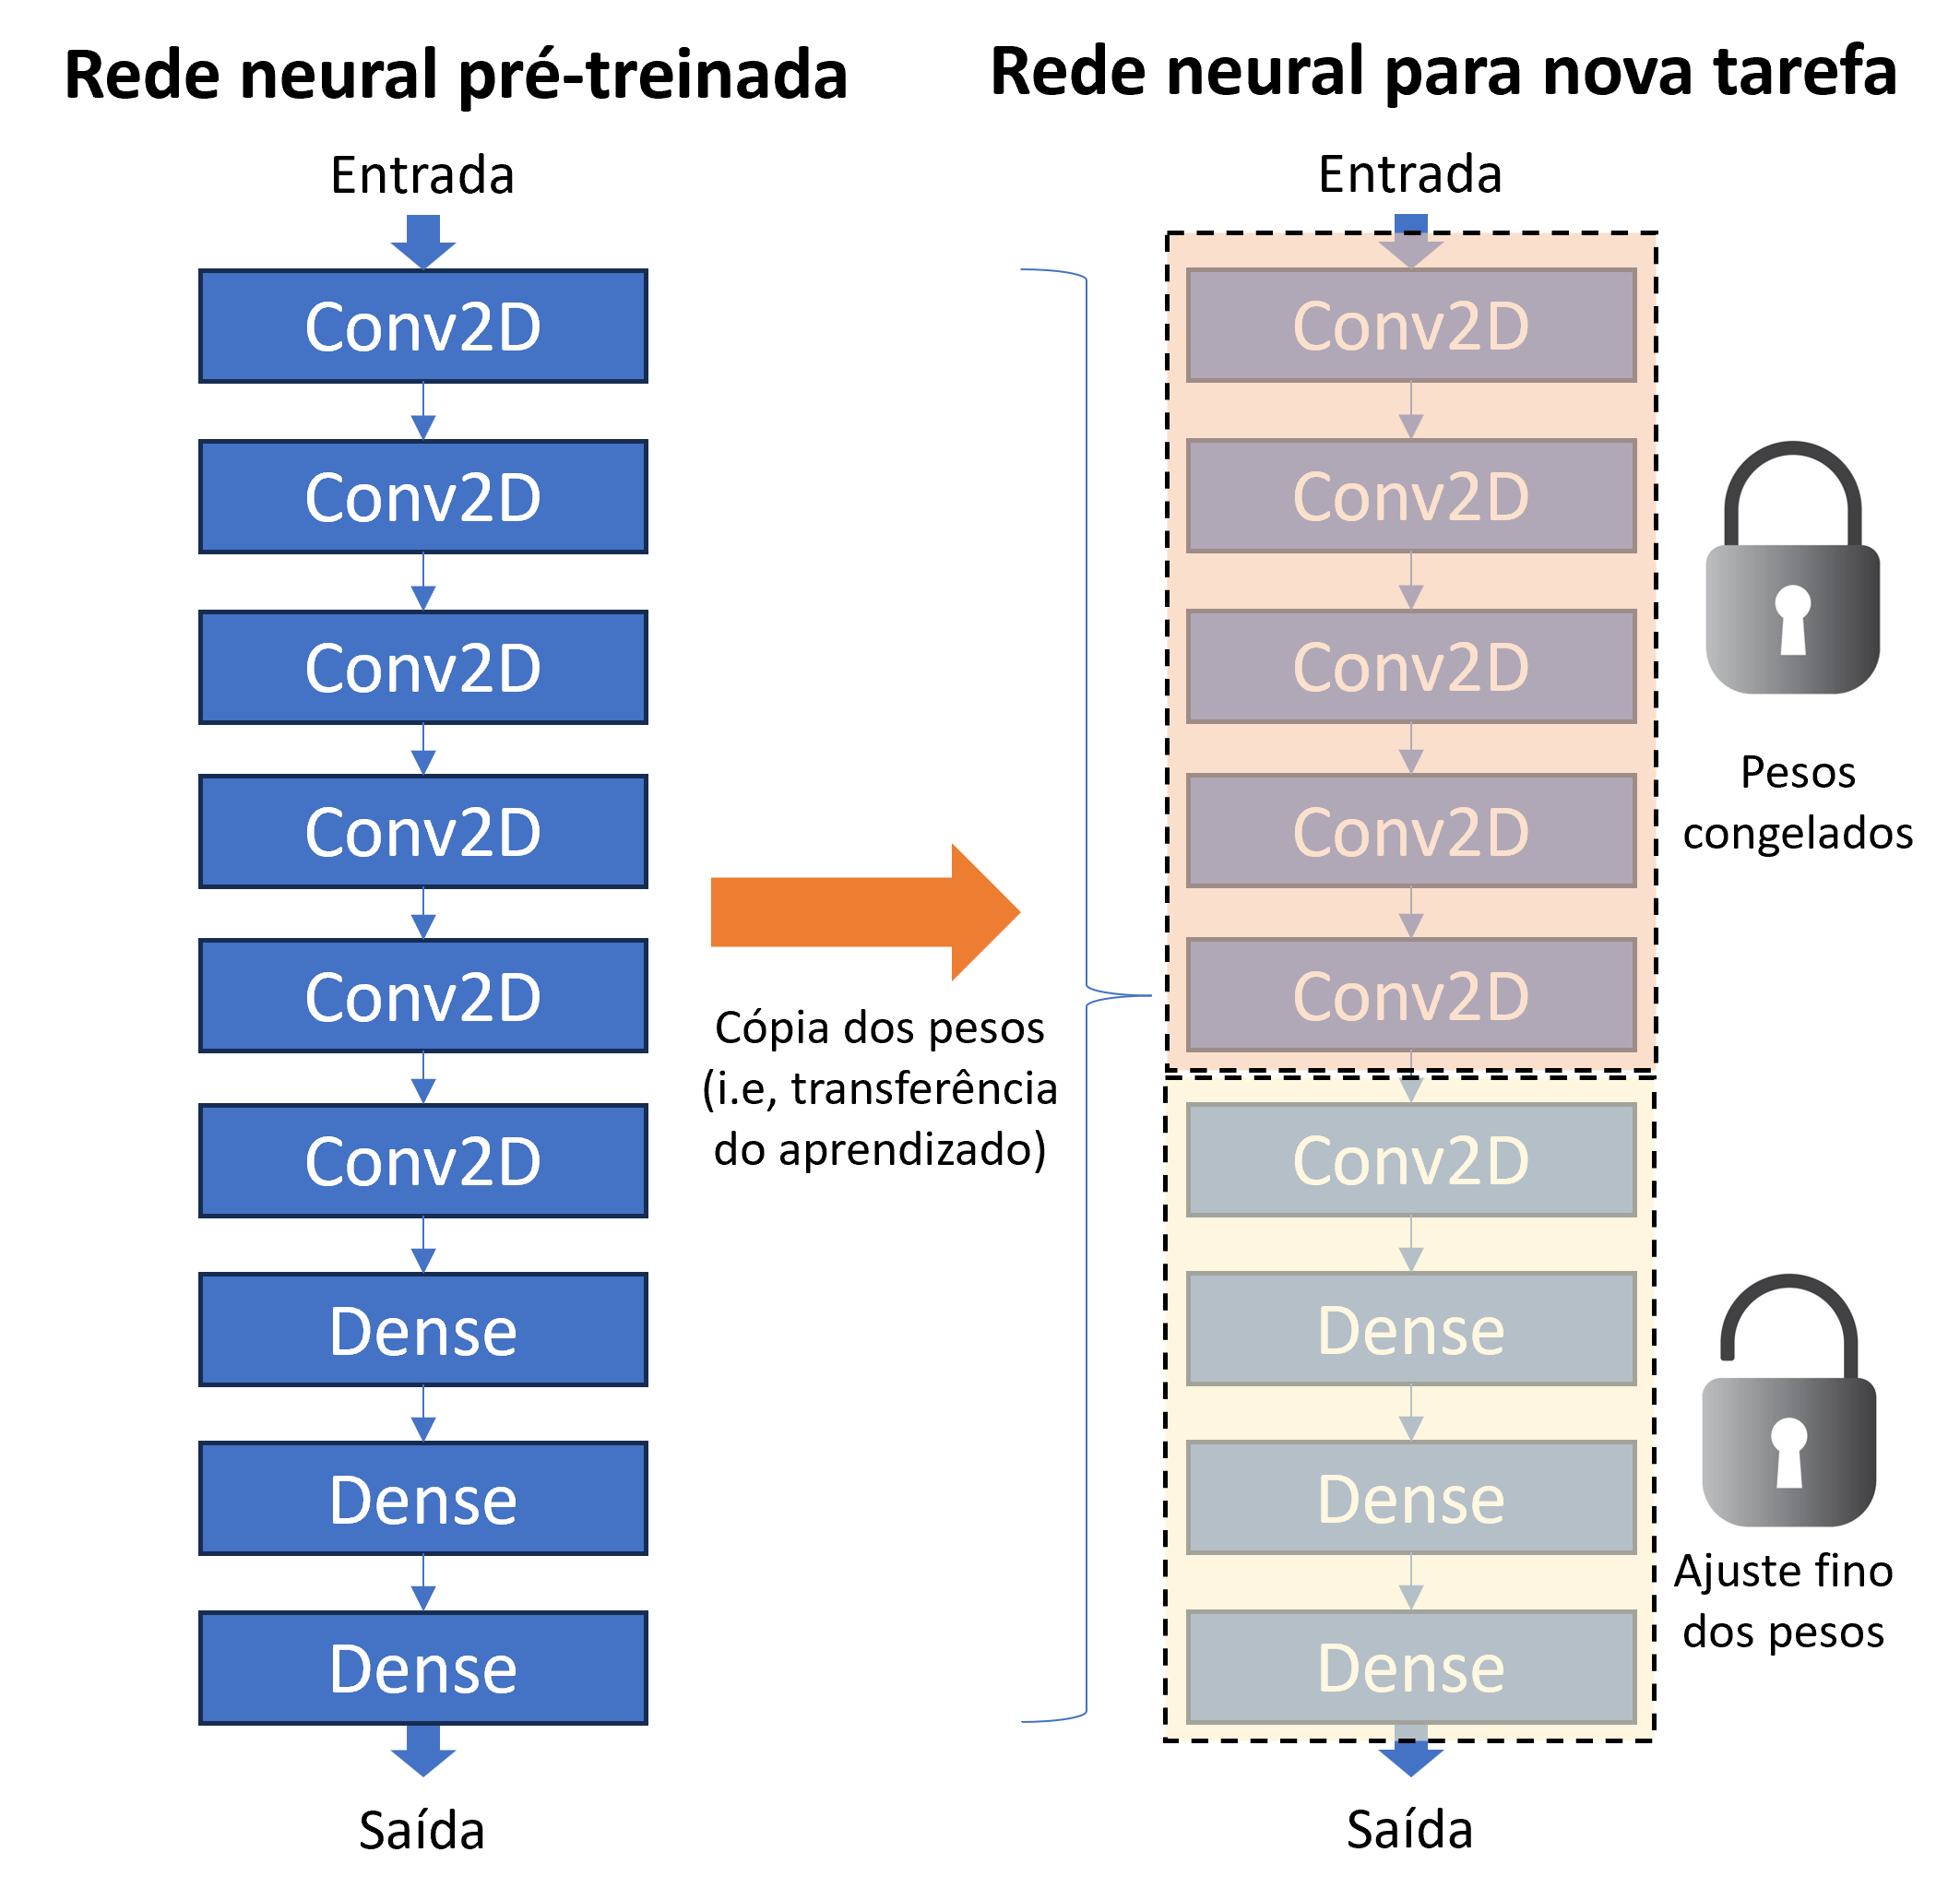 Rede neural pré-treinada
Entrada
Conv2D
Conv2D
Conv2D
Conv2D
Conv2D
Conv2D
Dense
Dense
Dense
Saída
Cópia dos pesos
(i.e, transferência
do aprendizado)
Rede neural para nova tarefa
Entrada
Conv2D
Conv2D
Conv2D
Conv2D
Conv2D
Conv2D
Dense
Dense
Dense
Saída
Pesos
congelados
Ajuste fino
dos pesos